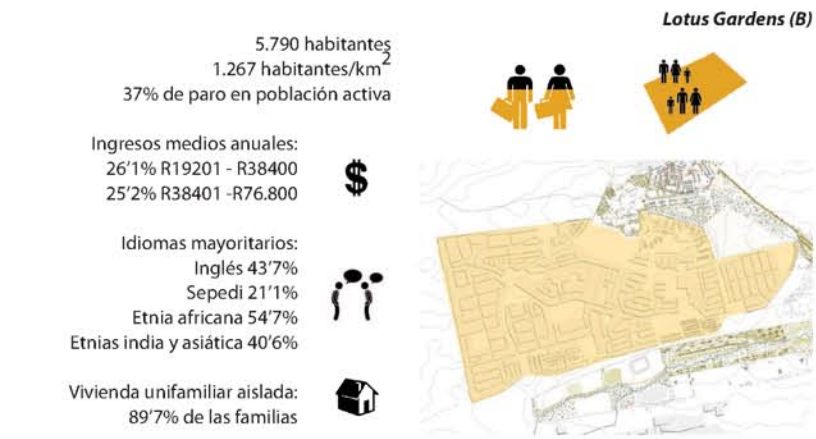 Lotus Gardens (B)
5.790 habitantes
1.267 habitantes/km²
37% de paro en población activa
Ingresos medios anuales:
26'1% R19201 - R38400
25'2% R38401 -R76.800
$
Idiomas mayoritarios:
Inglés 43'7%
Sepedi 21'1%
Etnia africana 54'7%
Etnias india y asiática 40'6%
Vivienda unifamiliar aislada:
89'7% de las familias